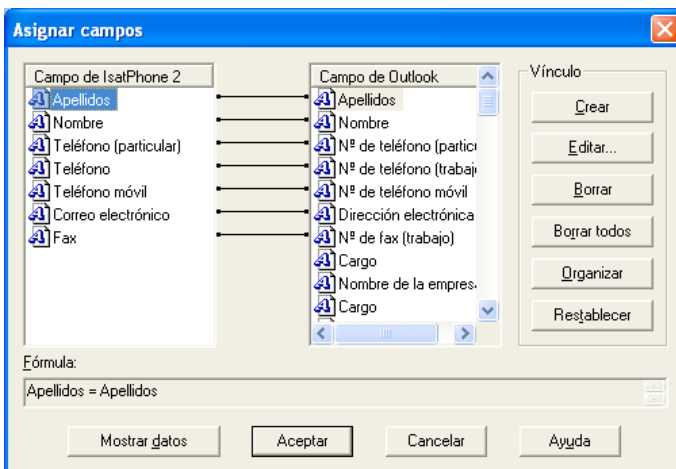 Asignar campos
Campo de IsatPhone 2
Apellidos
Nombre
Teléfono (particular)
Teléfono
Teléfono móvil
Correo electrónico
Fax
Campo de Outlook
Apellidos
Nombre
Nº de teléfono (partic
Nº de teléfono (trabaj
Nº de teléfono móvil
Dirección electrónica
Nº de fax (trabajo)
Cargo
Nombre de la empres
Cargo
Vínculo
Crear
Editar...
Borrar
Borrar todos
Organizar
Restablecer
Fórmula:
Apellidos = Apellidos
Mostrar datos
Aceptar
Cancelar
Ayuda